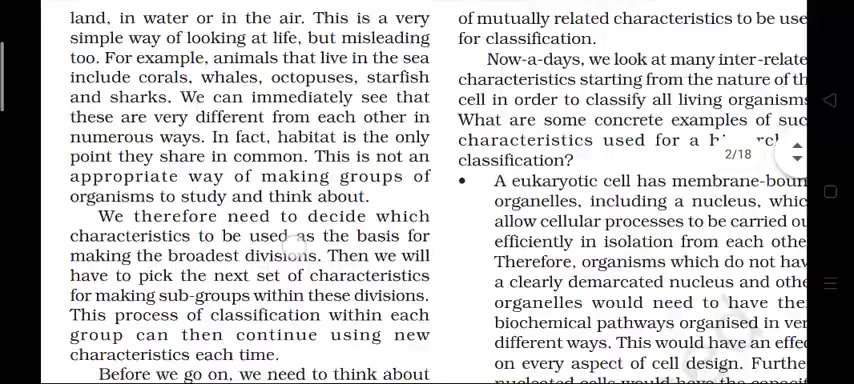 land, in water or in the air. This is a very
simple way of looking at life, but misleading
too. For example, animals that live in the sea
include corals, whales, octopuses, starfish
and sharks. We can immediately see that
these are very different from each other in
numerous ways. In fact, habitat is the only
point they share in common. This is not an
appropriate way of making groups of
organisms to study and think about.
We therefore need to decide which
characteristics to be used as the basis for
making the broadest divisions. Then we will
have to pick the next set of characteristics
for making sub-groups within these divisions.
This process of classification within each
group can then continue using new
characteristics each time.
Before we go on, we need to think about
of mutually related characteristics to be use
for classification.
Now-a-days, we look at many inter-relate
characteristics starting from the nature of th
cell in order to classify all living organisms
What are some concrete examples of suc
characteristics used for a
classification?
2/18
• A eukaryotic cell has membrane-boun
organelles, including a nucleus, whic
allow cellular processes to be carried ou
efficiently in isolation from each othe
Therefore, organisms which do not hav
a clearly demarcated nucleus and othe
organelles would need to have thei
biochemical pathways organised in ver
different ways. This would have an effec
on every aspect of cell design. Furthe